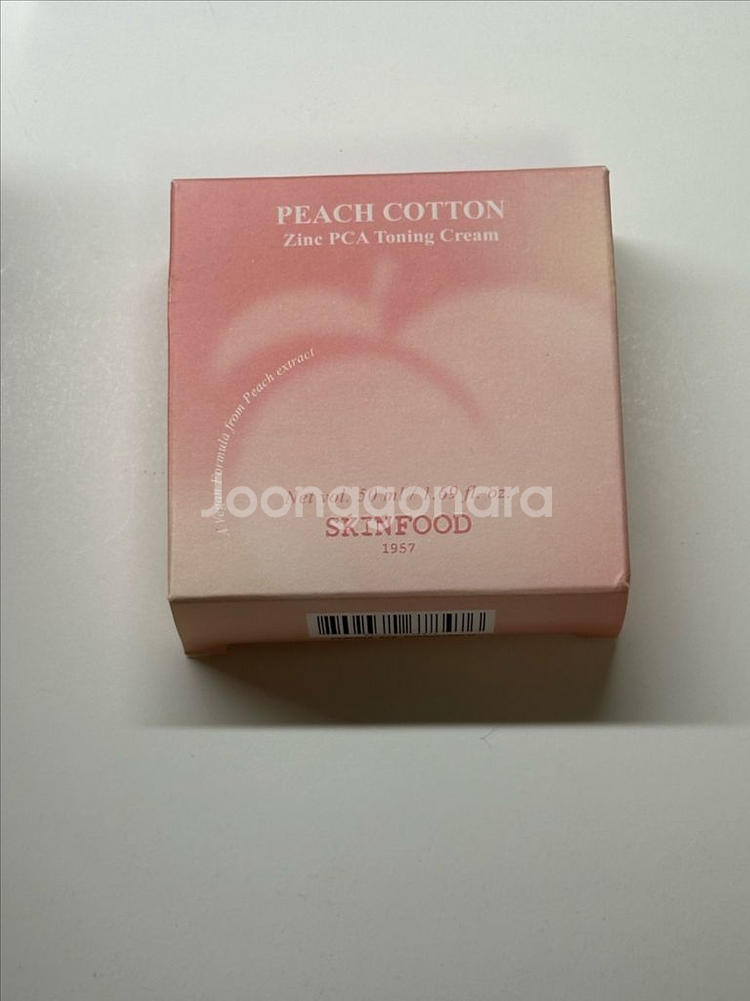 PEACH COTTON
Zinc PCA Toning Cream
A Vegan Formula from Peach extract
Net vol. 50 ml / 1.69 fl. oz.
Joonggonara
SKINFOOD
1957